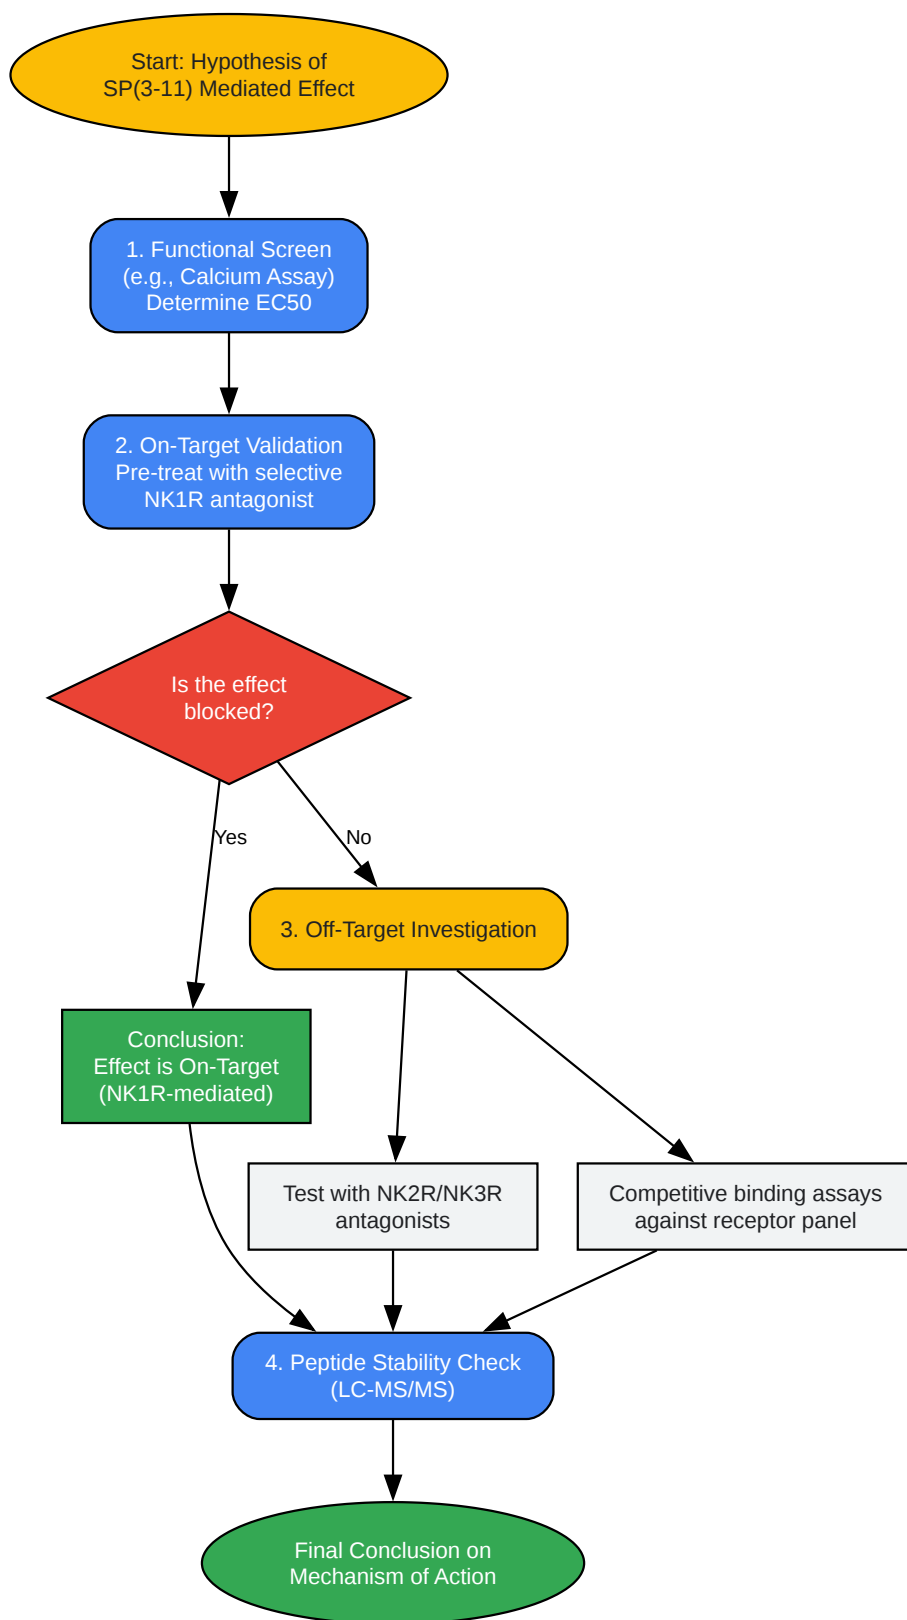 Start: Hypothesis of
SP(3-11) Mediated Effect
1. Functional Screen
(e.g., Calcium Assay)
Determine EC50
2. On-Target Validation
Pre-treat with selective
NK1R antagonist
Is the effect
blocked?
Yes
No
3. Off-Target Investigation
Conclusion:
Effect is On-Target
(NK1R-mediated)
Test with NK2R/NK3R
antagonists
Competitive binding assays
against receptor panel
4. Peptide Stability Check
(LC-MS/MS)
Final Conclusion on
Mechanism of Action